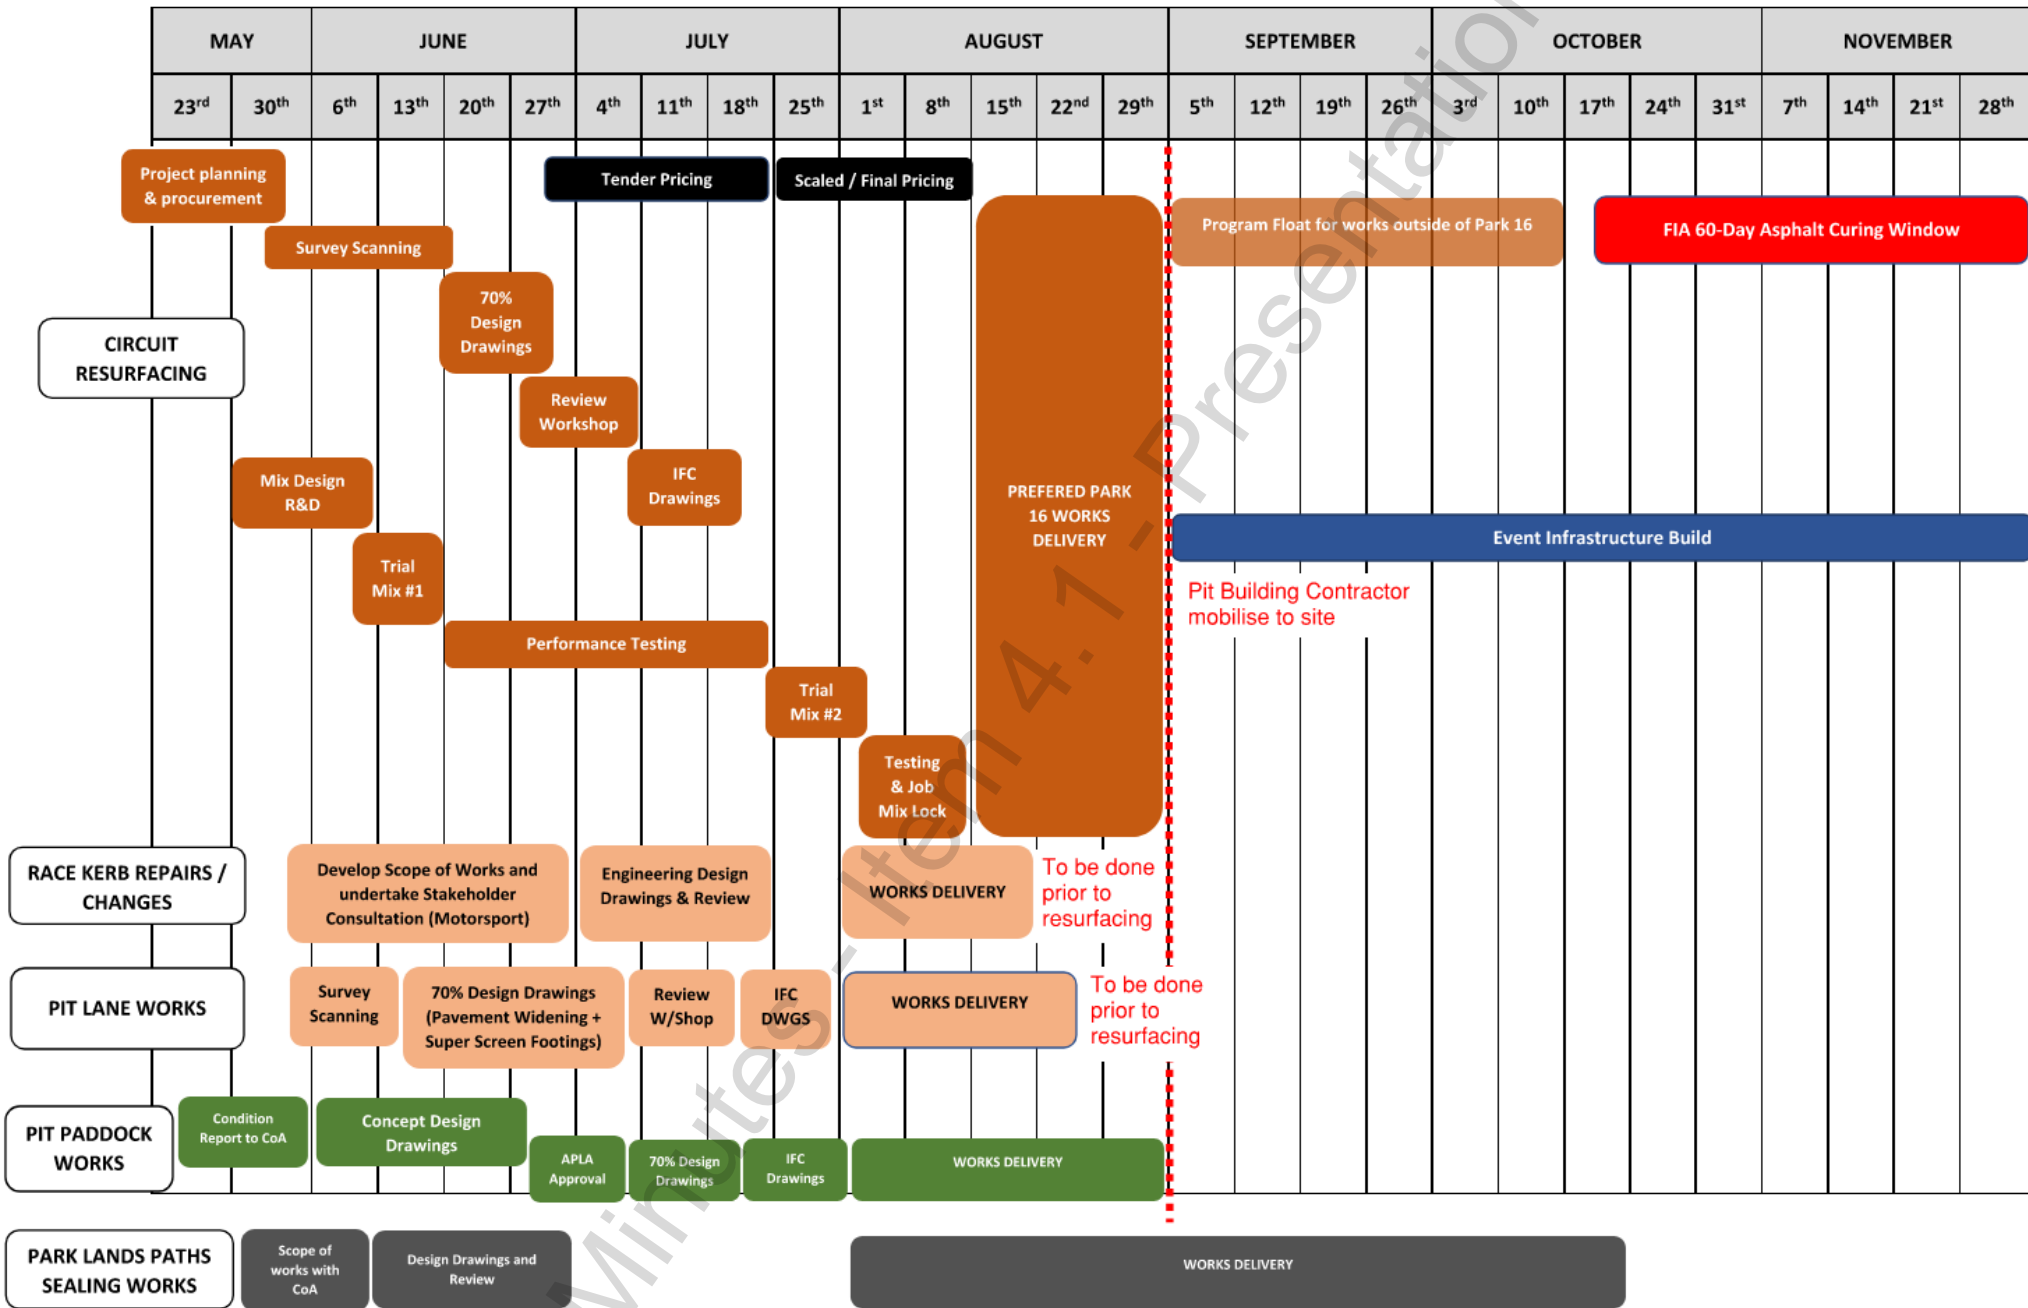 MAY JUNE JULY AUGUST SEPTEMBER OCTOBER NOVEMBER
23rd 30th 6th 13th 20th 27th 4th 11th 18th 25th 1st 8th 15th 22nd 29th 5th 12th 19th 26th 3rd 10th 17th 24th 31st 7th 14th 21st 28th
Project planning
& procurement
Tender Pricing
Scaled / Final Pricing
Survey Scanning
Program Float for works outside of Park 16
FIA 60-Day Asphalt Curing Window
70%
Design
Drawings
CIRCUIT
RESURFACING
Review
Workshop
Mix Design
R&D
IFC
Drawings
PREFERED PARK
16 WORKS
DELIVERY
Event Infrastructure Build
Trial
Mix #1
Pit Building Contractor
mobilise to site
Performance Testing
Trial
Mix #2
Testing
& Job
Mix Lock
RACE KERB REPAIRS /
CHANGES
Develop Scope of Works and
undertake Stakeholder
Consultation (Motorsport)
Engineering Design
Drawings & Review
WORKS DELIVERY
To be done
prior to
resurfacing
PIT LANE WORKS
Survey
Scanning
70% Design Drawings
(Pavement Widening +
Super Screen Footings)
Review
W/Shop
IFC
DWGS
WORKS DELIVERY
To be done
prior to
resurfacing
PIT PADDOCK
WORKS
Condition
Report to CoA
Concept Design
Drawings
APLA
Approval
70% Design
Drawings
IFC
Drawings
WORKS DELIVERY
PARK LANDS PATHS
SEALING WORKS
Scope of
works with
CoA
Design Drawings and
Review
WORKS DELIVERY
Minutes - Item 4.1 - Presentation